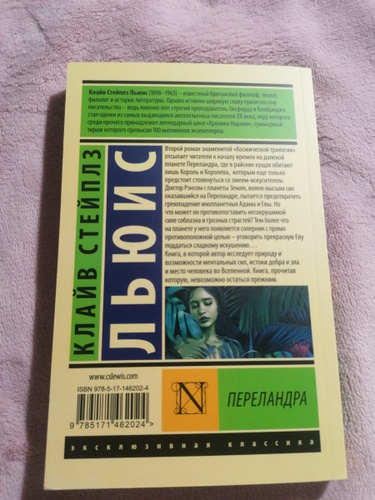 Клайв Стейплз Льюис (1898 - 1963) – известный британский философ, теолог,
филолог и историк литературы. Однако истинно широкую славу принесло ему
писательство – ведь именно этот строгий преподаватель Оксфорда и Кембриджа
стал одним из самых выдающихся англоязычных писателей XX века, перу которого
среди прочего принадлежит легендарный цикл «Хроники Нарнии», суммарный
тираж которого превысил 100 миллионов экземпляров.
КЛАЙВ СТЕЙПЛЗ
ЛЬЮИС
Второй роман знаменитой «Космической трилогии»
отсылает читателя к началу времен на далекой
планете Переландра, где в райских кущах обитают
лишь Король и Королева, которым еще только
предстоит столкнуться со змеем-искусителем.
Доктор Рэнсом с планеты Земля, волею высших сил
оказавшийся на Переландре, пытается предотвратить
грехопадение инопланетных Адама и Евы. Но
что может он противопоставить несокрушимой
силе соблазна и грозных страстей? Тем более что
на планете у него появляется соперник с прямо
противоположной целью – уговорить прекрасную Еву
поддаться сладкому искушению...
Книга, в которой автор исследует природу и
возможности ментальных сил, истоки добра и зла
и место человека во Вселенной. Книга, прочитав
которую, невозможно остаться прежним.
www.cslewis.com
ISBN 978-5-17-146202-4
9 785171 462024 >
N
ПЕРЕЛАНДРА
эксклюзивная классика